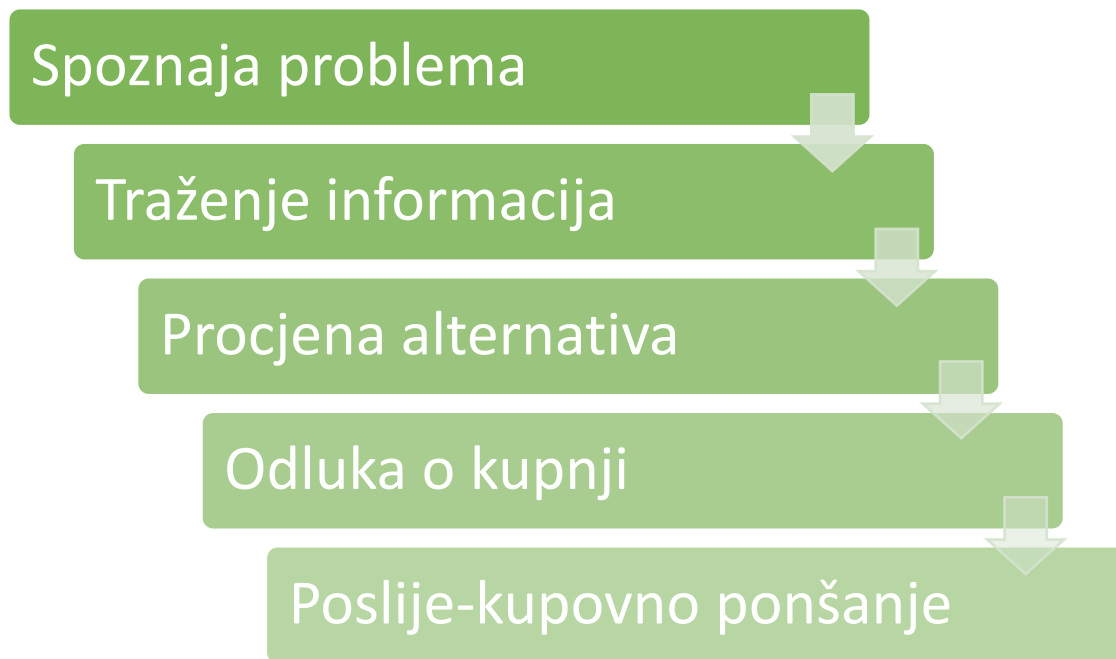 Spoznaja problema
Traženje informacija
Procjena alternativa
Odluka o kupnji
Poslije-kupovno ponšanje